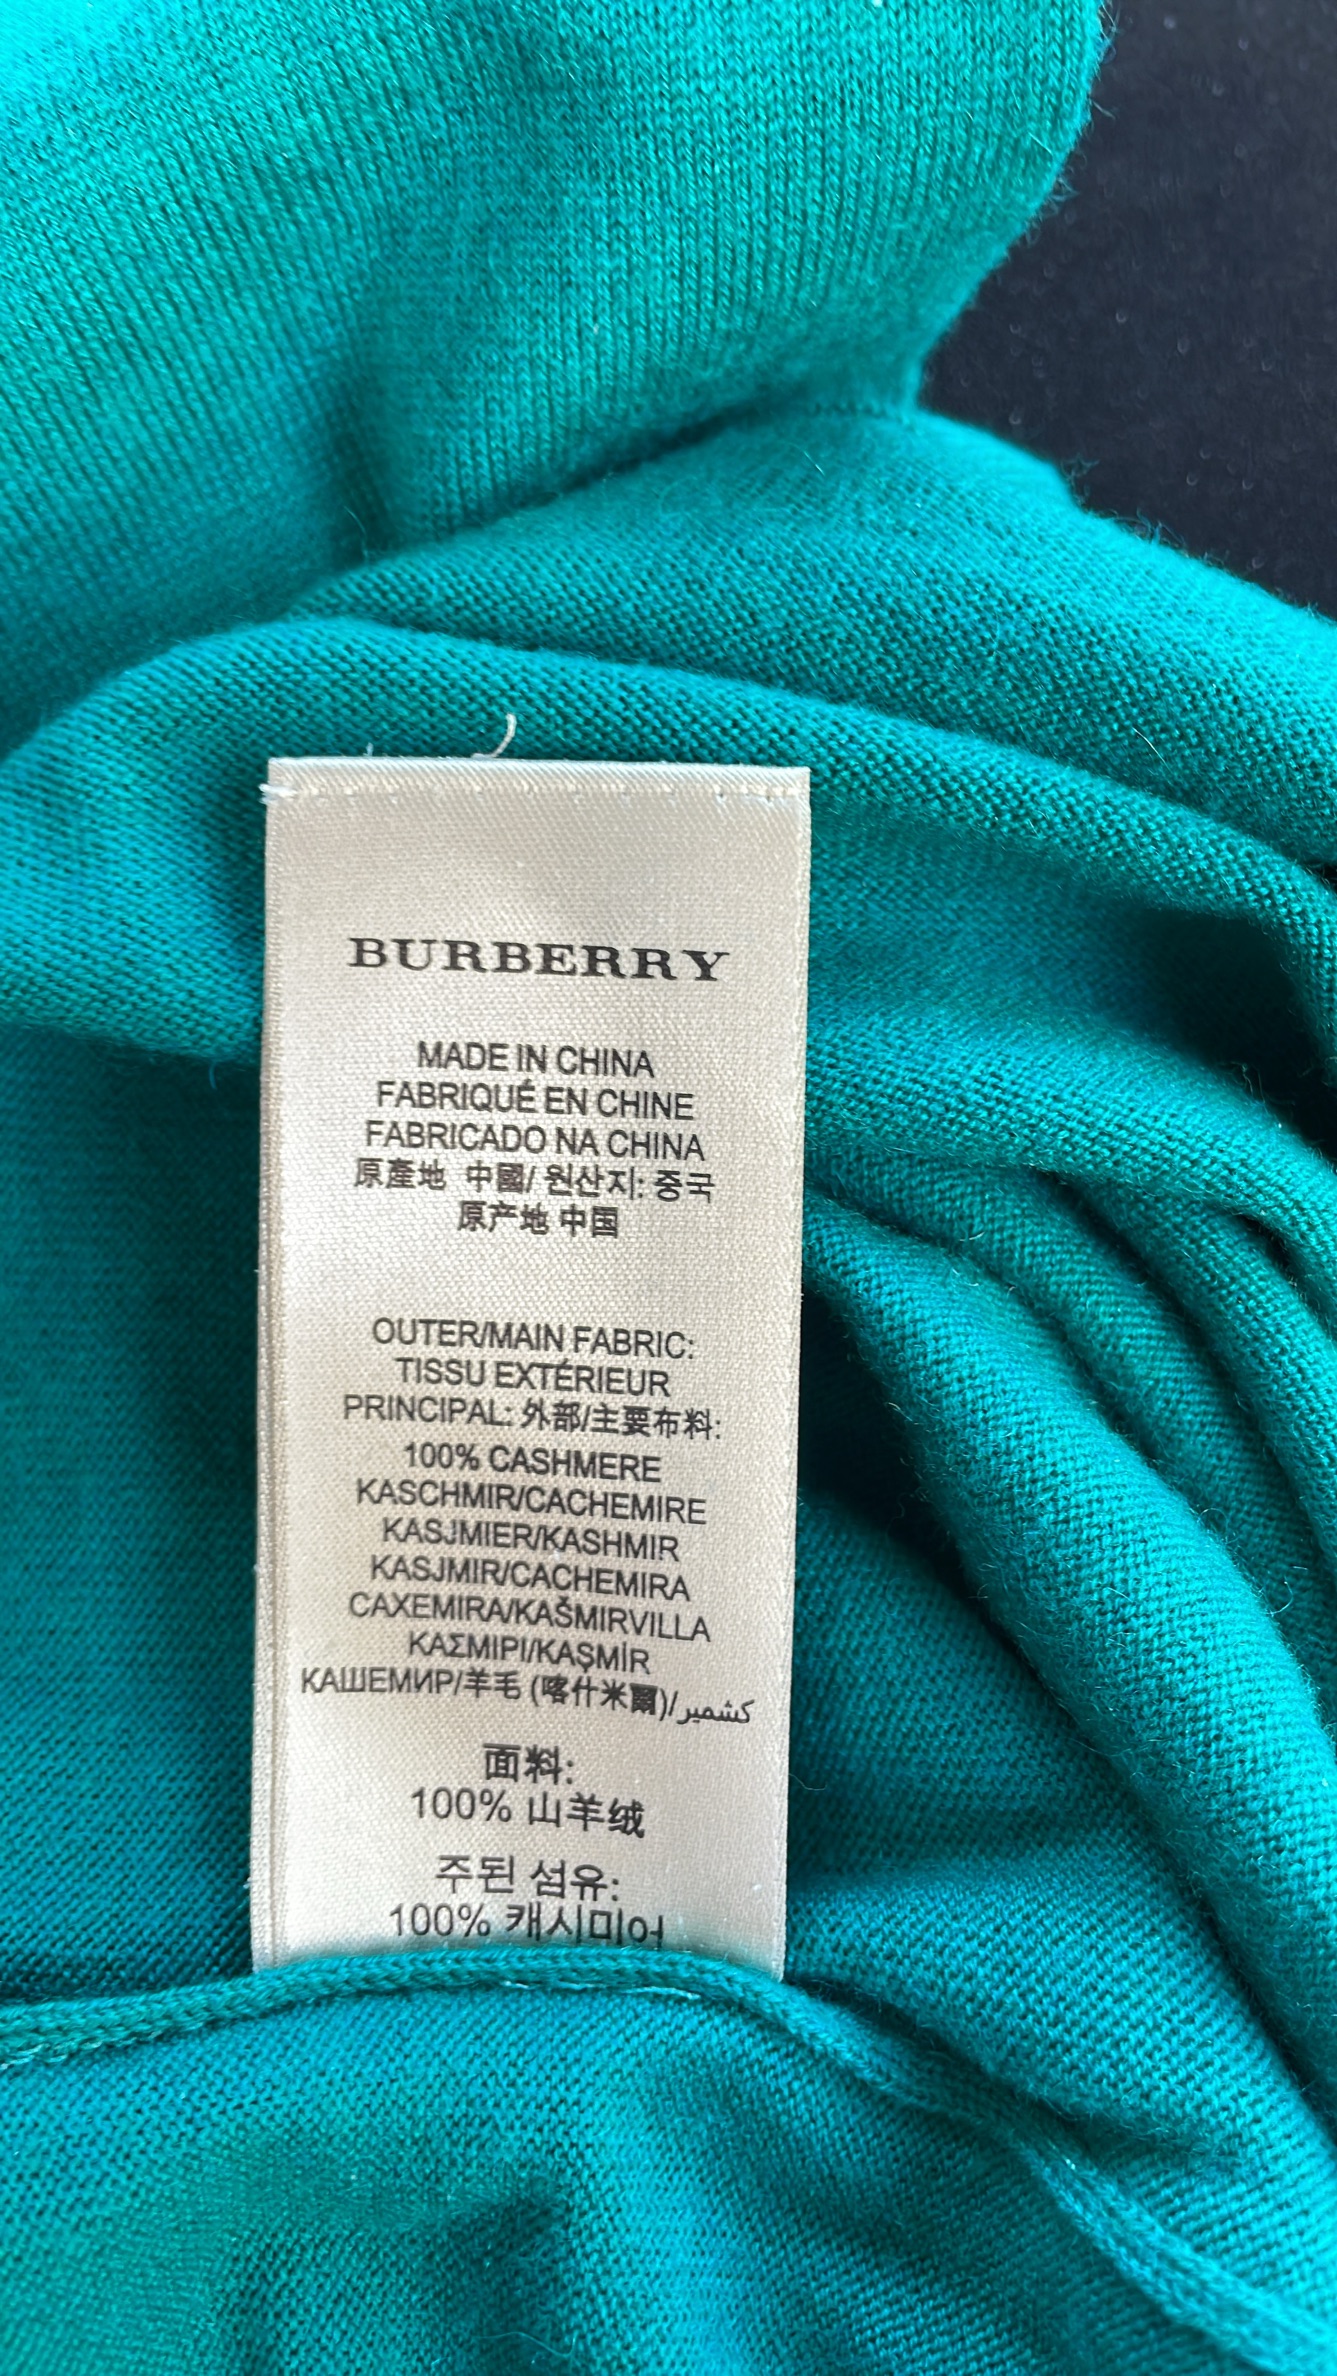 BURBERRY
MADE IN CHINA
FABRIQUÉ EN CHINE
FABRICADO NA CHINA
原產地 中國/ 원산지: 중국
原产地 中国
OUTER/MAIN FABRIC:
TISSU EXTÉRIEUR
PRINCIPAL: 外部/主要布料:
100% CASHMERE
KASCHMIR/CACHEMIRE
KASJMIER/KASHMIR
KASJMIR/CACHEMIRA
CAXEMIRA/KAŠMIRVILLA
ΚΑΣΜΙΡΙ/KAŞMİR
КАШЕМИР/羊毛 (喀什米爾)/كشمير
面料:
100% 山羊绒
주된 섬유:
100% 캐시미어